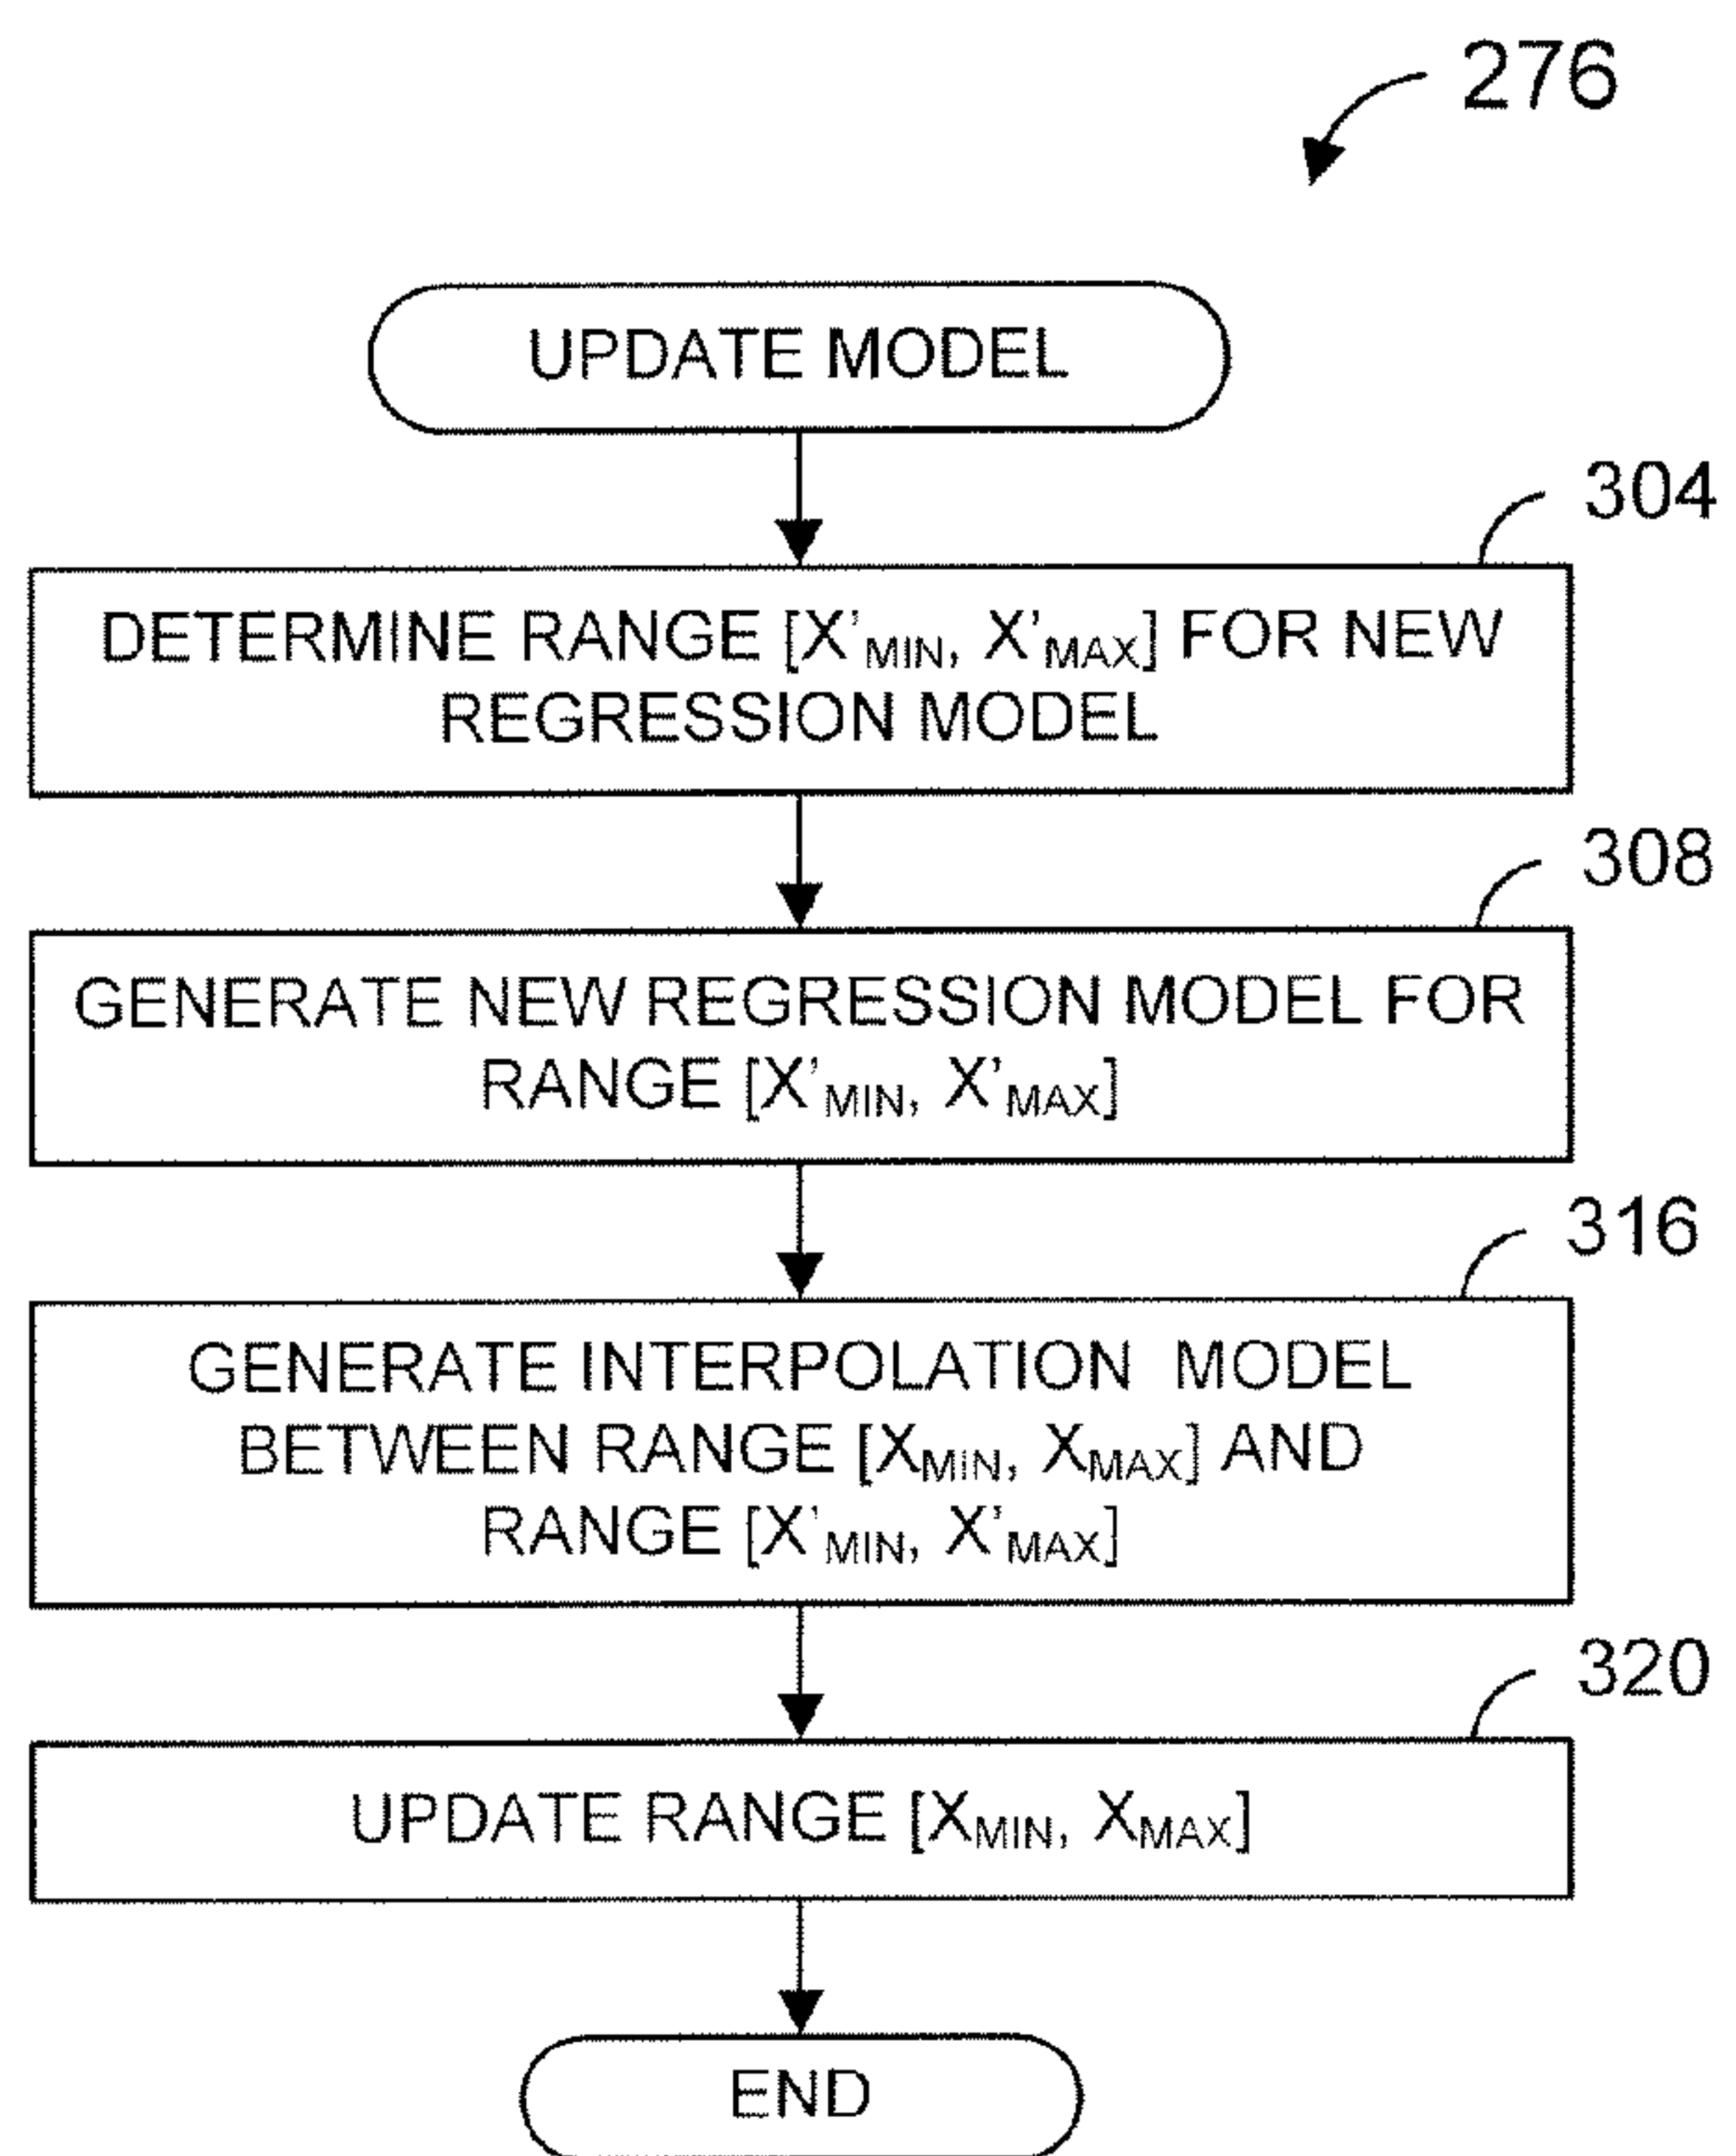 276
UPDATE MODEL
304
DETERMINE RANGE [X'MIN, X'MAX] FOR NEW
REGRESSION MODEL
308
GENERATE NEW REGRESSION MODEL FOR
RANGE [X'MIN, X'MAX]
316
GENERATE INTERPOLATION MODEL
BETWEEN RANGE [XMIN, XMAX] AND
RANGE [X'MIN, X'MAX]
320
UPDATE RANGE [XMIN, XMAX]
END